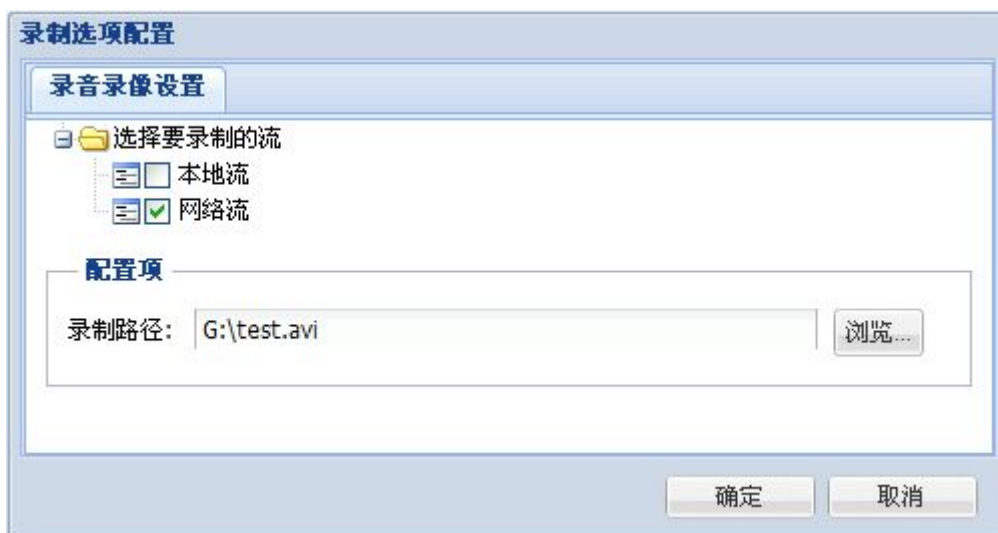 录制选项配置
录音录像设置
选择要录制的流
本地流
网络流
配置项
录制路径: G:\test.avi 浏览...
确定 取消